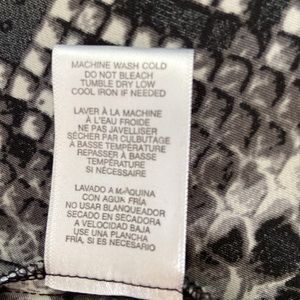 MACHINE WASH COLD
DO NOT BLEACH
TUMBLE DRY LOW
COOL IRON IF NEEDED
LAVER À LA MACHINE
À L'EAU FROIDE
NE PAS JAVELLISER
SÉCHER PAR CULBUTAGE
À BASSE TEMPÉRATURE
REPASSER À BASSE
TEMPÉRATURE
SI NÉCESSAIRE
LAVADO A MÁQUINA
CON AGUA FRÍA
NO USAR BLANQUEADOR
SECADO EN SECADORA
A VELOCIDAD BAJA
USE UNA PLANCHA
FRÍA, SI ES NECESARIO